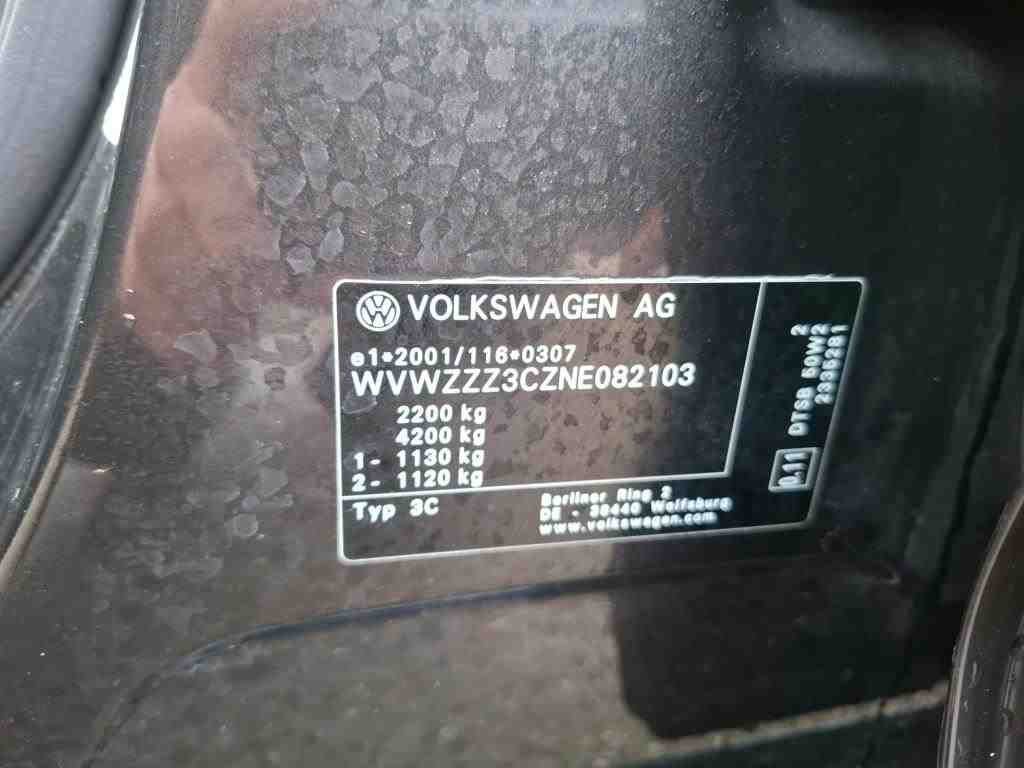 VOLKSWAGEN AG
e1*2001/116*0307
WVWZZZ3CZNE082103
2200 kg
4200 kg
1- 1130 kg
2- 1120 kg
Typ 3C
Berliner Ring 2
DE - 38440 Wolfsburg
www.volkswagen.com
0.11
DTSB 50W2 2